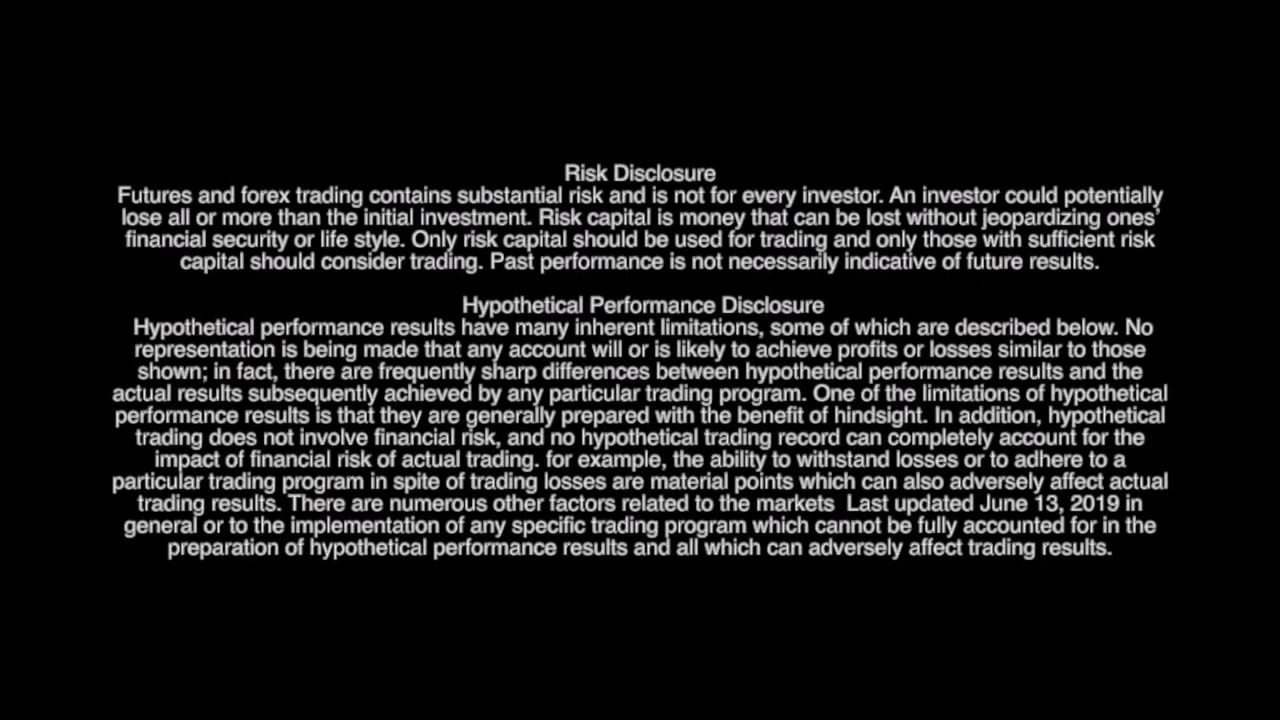 Risk Disclosure
Futures and forex trading contains substantial risk and is not for every investor. An investor could potentially
lose all or more than the initial investment. Risk capital is money that can be lost without jeopardizing ones'
financial security or life style. Only risk capital should be used for trading and only those with sufficient risk
capital should consider trading. Past performance is not necessarily indicative of future results.
Hypothetical Performance Disclosure
Hypothetical performance results have many inherent limitations, some of which are described below. No
representation is being made that any account will or is likely to achieve profits or losses similar to those
shown; in fact, there are frequently sharp differences between hypothetical performance results and the
actual results subsequently achieved by any particular trading program. One of the limitations of hypothetical
performance results is that they are generally prepared with the benefit of hindsight. In addition, hypothetical
trading does not involve financial risk, and no hypothetical trading record can completely account for the
impact of financial risk of actual trading. for example, the ability to withstand losses or to adhere to a
particular trading program in spite of trading losses are material points which can also adversely affect actual
trading results. There are numerous other factors related to the markets  Last updated June 13, 2019 in
general or to the implementation of any specific trading program which cannot be fully accounted for in the
preparation of hypothetical performance results and all which can adversely affect trading results.